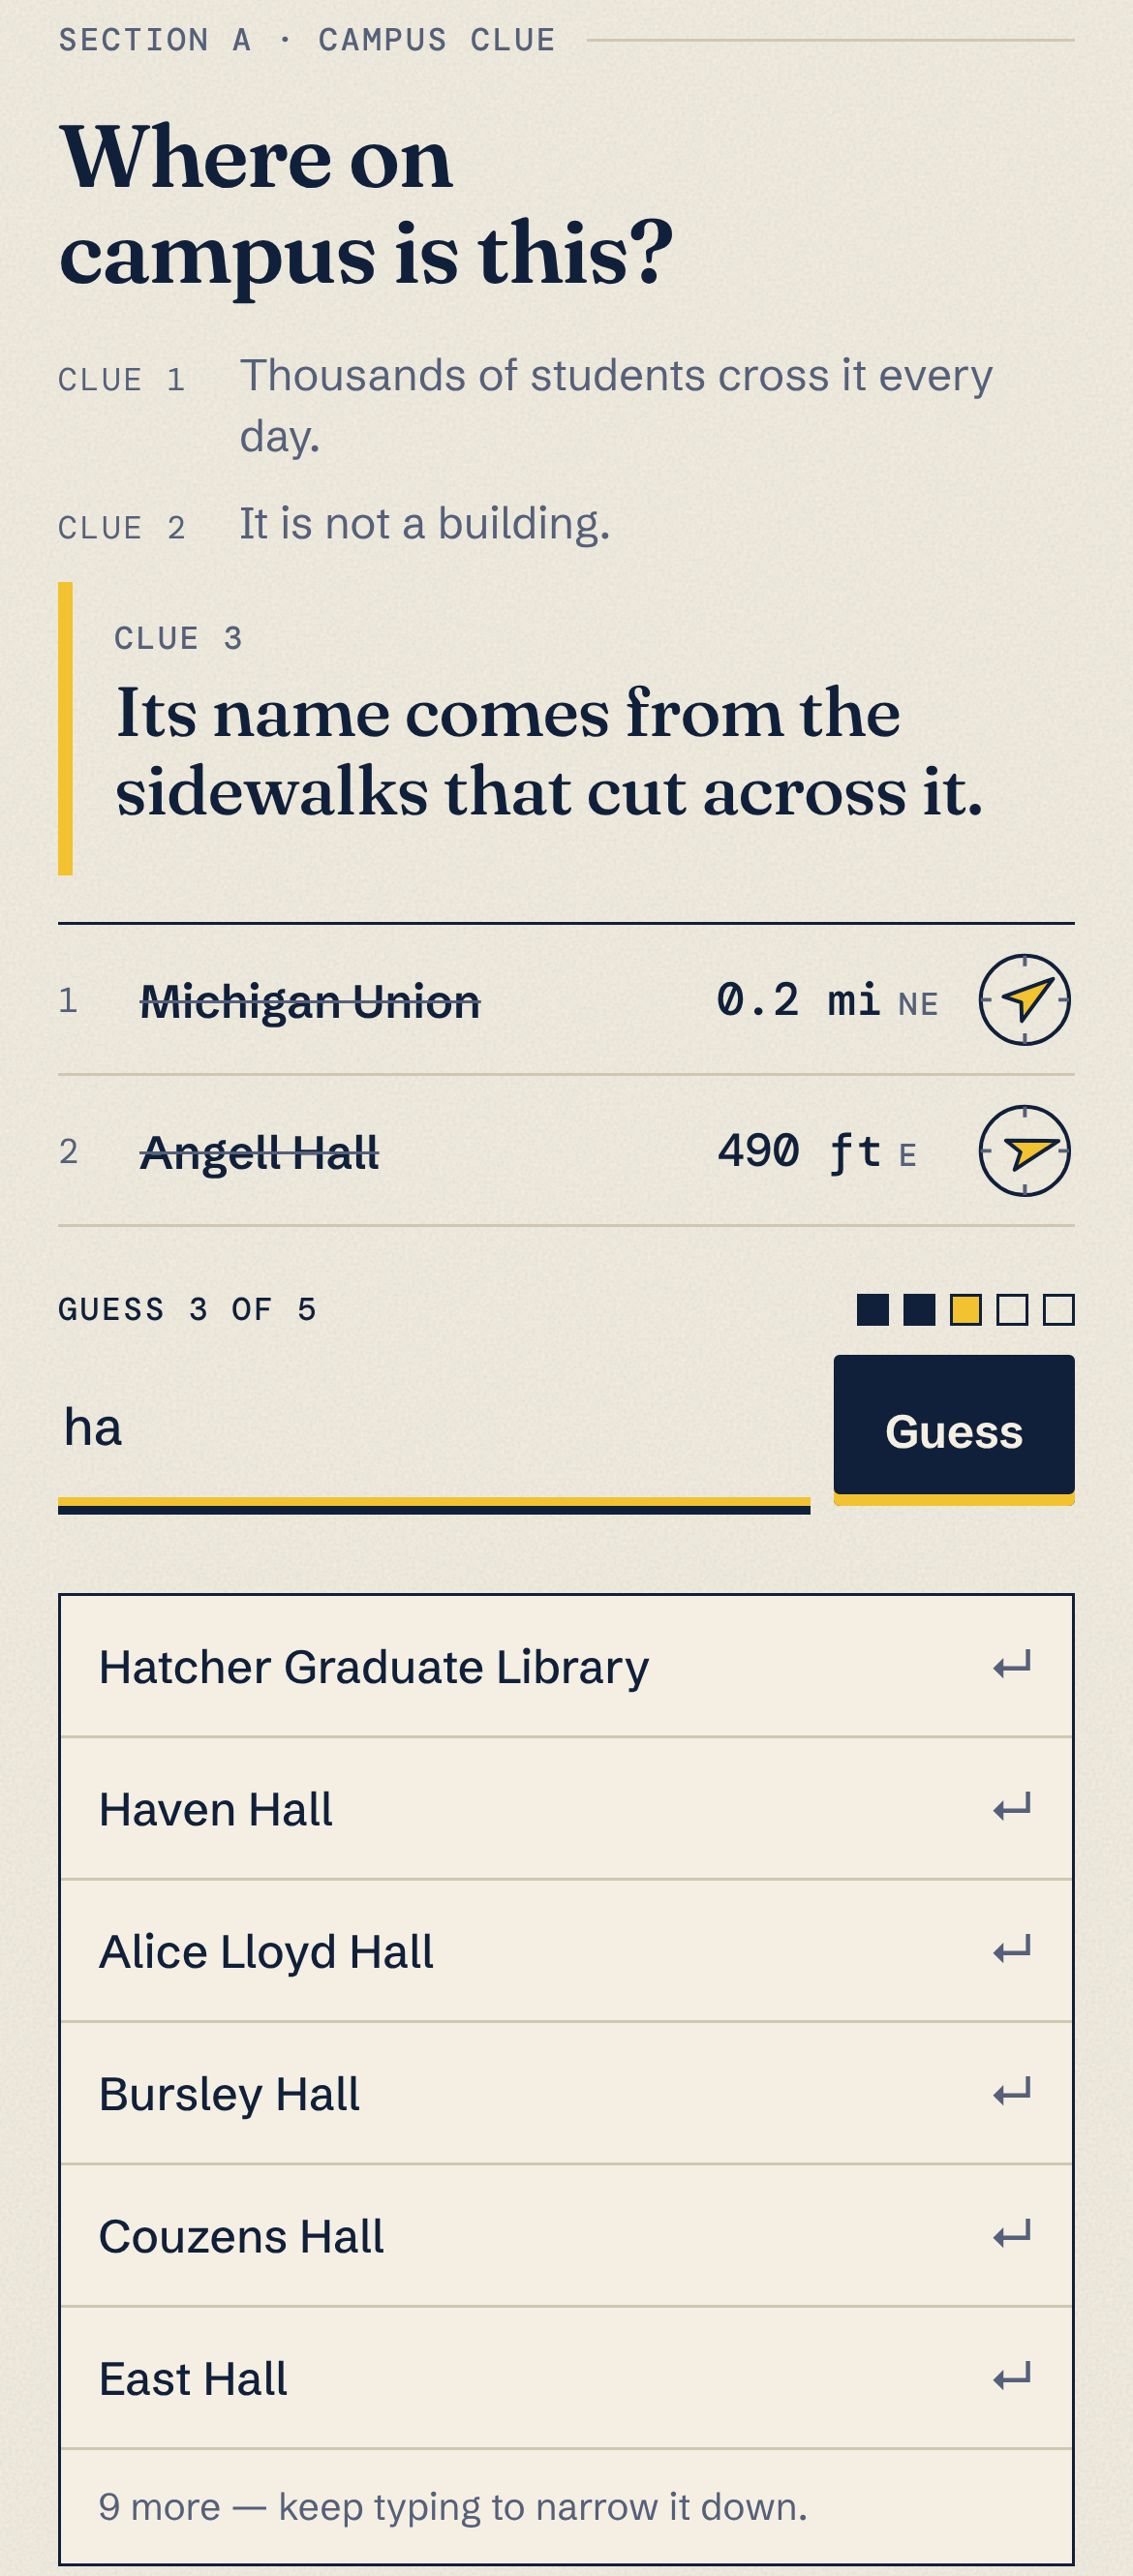 SECTION A · CAMPUS CLUE
Where on
campus is this?
CLUE 1 Thousands of students cross it every
day.
CLUE 2 It is not a building.
CLUE 3
Its name comes from the
sidewalks that cut across it.
1 Michigan Union 0.2 mi NE
2 Angell Hall 490 ft E
GUESS 3 OF 5
ha Guess
Hatcher Graduate Library
Haven Hall
Alice Lloyd Hall
Bursley Hall
Couzens Hall
East Hall
9 more — keep typing to narrow it down.